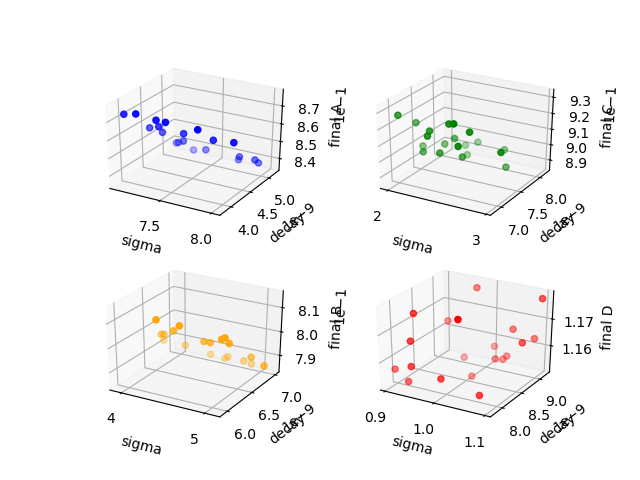 8.7
8.6
8.5
8.4
final A
1e−1
7.5
8.0
sigma
4.0
4.5
5.0
decay
1e−9
9.3
9.2
9.1
9.0
8.9
final C
1e−1
2
3
sigma
7.0
7.5
8.0
decay
1e−9
8.1
8.0
7.9
final B
1e−1
4
5
sigma
6.0
6.5
7.0
decay
1e−9
1.17
1.16
final D
0.9
1.0
1.1
sigma
8.0
8.5
9.0
decay
1e−9